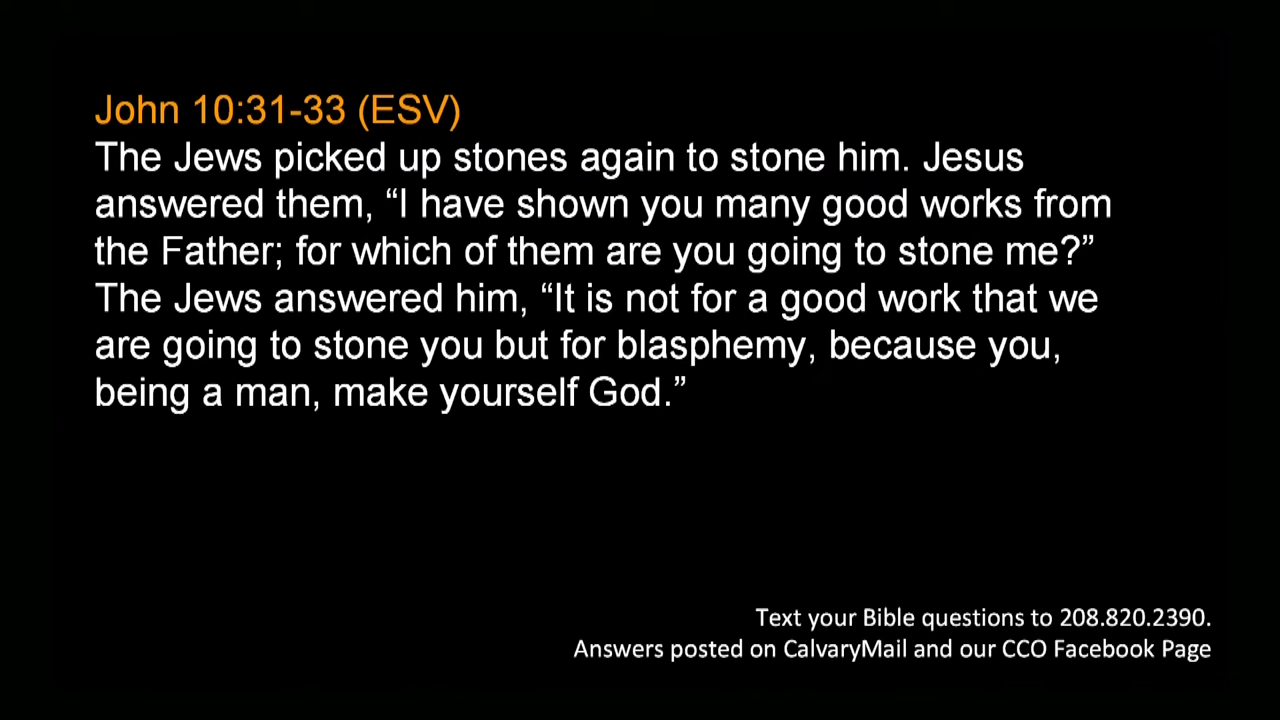 John 10:31-33 (ESV)
The Jews picked up stones again to stone him. Jesus
answered them, “I have shown you many good works from
the Father; for which of them are you going to stone me?”
The Jews answered him, “It is not for a good work that we
are going to stone you but for blasphemy, because you,
being a man, make yourself God.”
Text your Bible questions to 208.820.2390.
Answers posted on CalvaryMail and our CCO Facebook Page